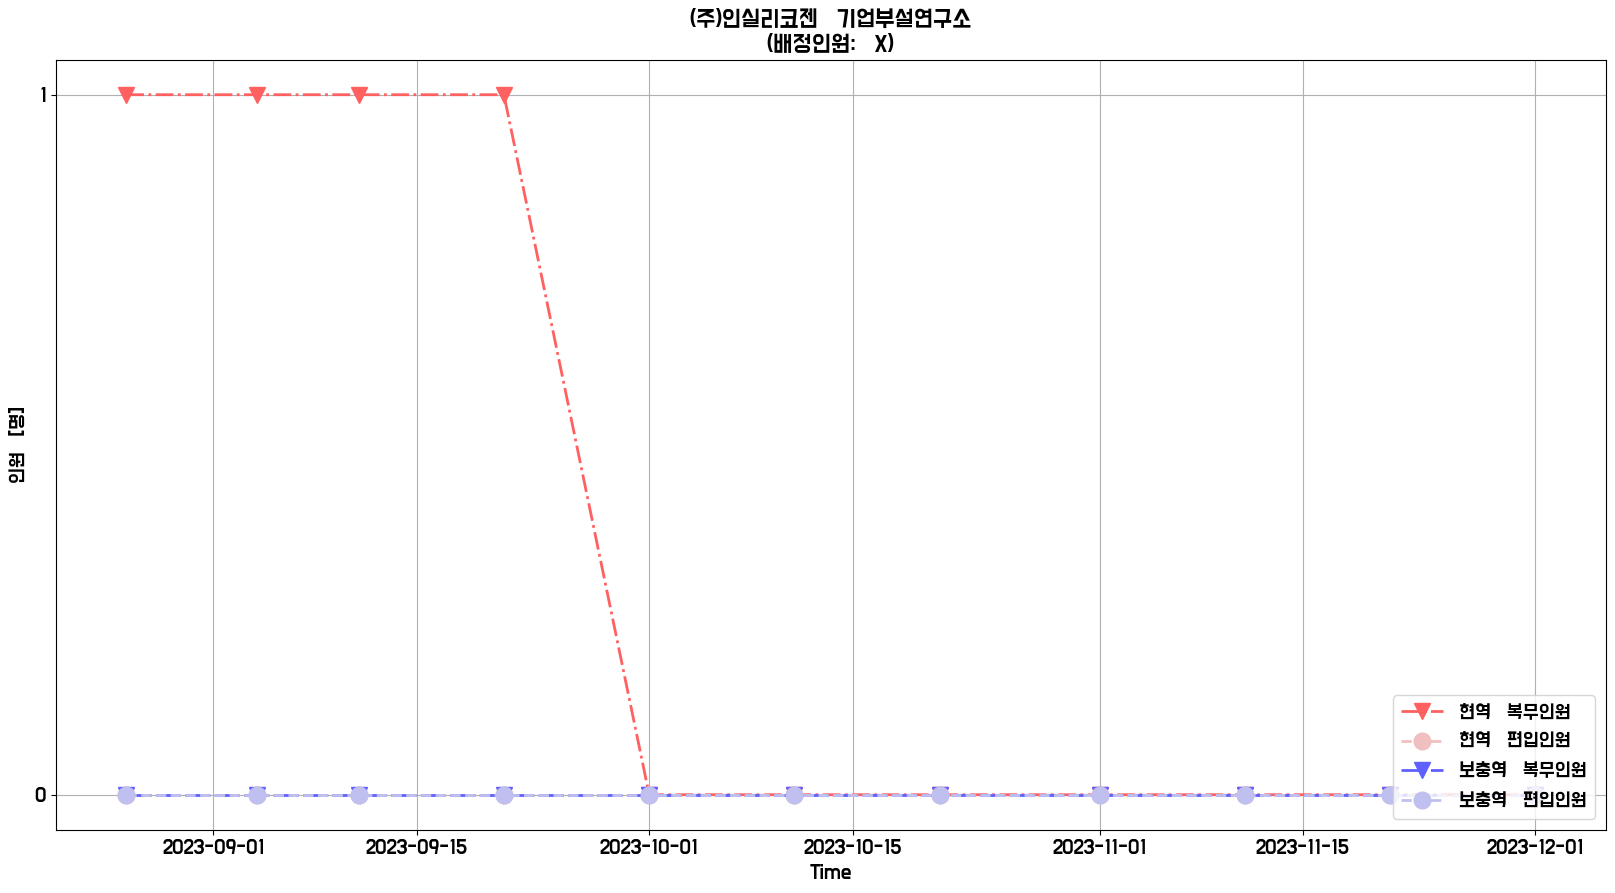 (주)인실리코젠 기업부설연구소
(배정인원: X)
인원 [명]
1
0
2023-09-01 2023-09-15 2023-10-01 2023-10-15 2023-11-01 2023-11-15 2023-12-01
Time
현역 복무인원
현역 편입인원
보충역 복무인원
보충역 편입인원